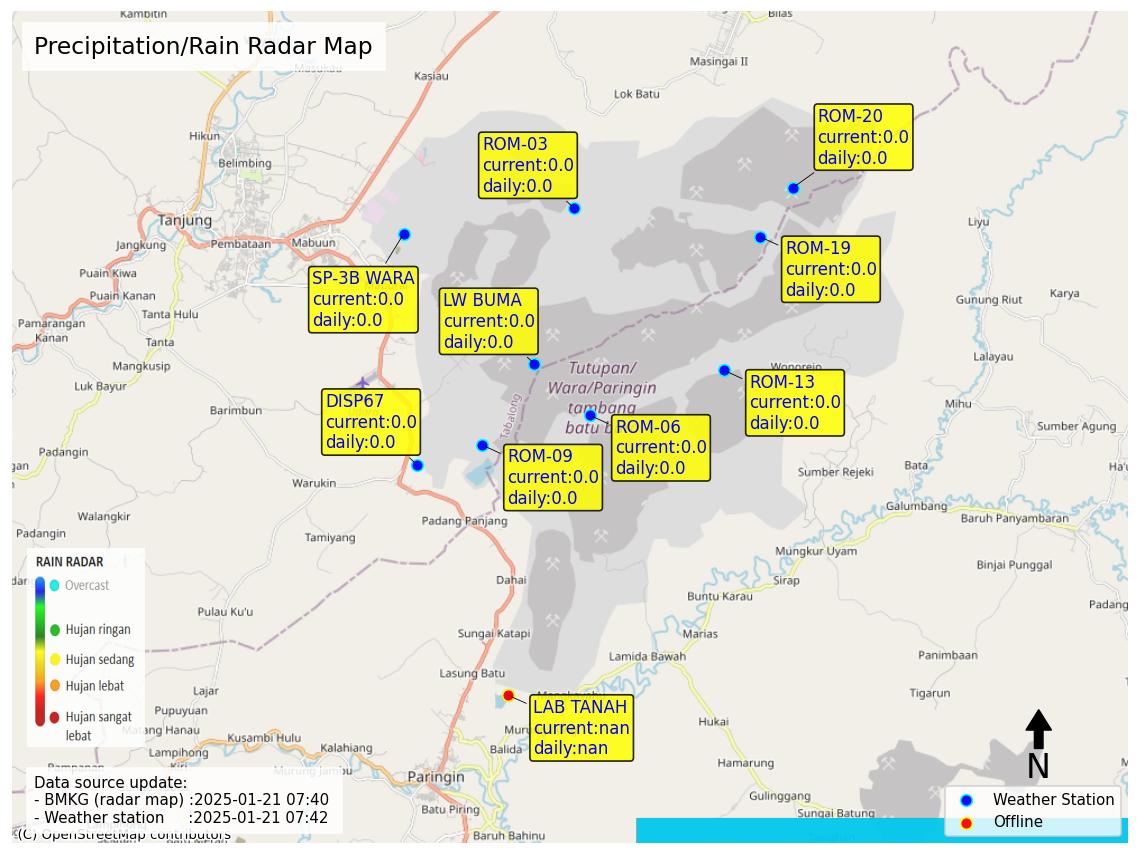 Kambitin
Bilas
Precipitation/Rain Radar Map
Masukau
Kasiau
Masingai II
Lok Batu
ROM-20
current:0.0
daily:0.0
Hikun
ROM-03
current:0.0
daily:0.0
Belimbing
Tanjung
Liyu
Jangkung
Pembataan
Mabuun
ROM-19
current:0.0
daily:0.0
Puain Kiwa
SP-3B WARA
current:0.0
daily:0.0
LW BUMA
current:0.0
daily:0.0
Puain Kanan
Gunung Riut
Karya
Tanta Hulu
Pamarangan
Kanan
Tanta
Lalayau
Mangkusip
Tutupan/
Wara/Paringin
tambang
batu b
Wonorejo
ROM-13
current:0.0
daily:0.0
Luk Bayur
DISP67
current:0.0
daily:0.0
Tabalong
Barimbun
Mihu
ROM-06
current:0.0
daily:0.0
Sumber Agung
Padangin
ROM-09
current:0.0
daily:0.0
Bata
Sumber Rejeki
Warukin
Galumbang
Walangkir
Padang Panjang
Baruh Panyambaran
Padangin
Tamiyang
Mungkur Uyam
Binjai Punggal
RAIN RADAR
Overcast
Hujan ringan
Hujan sedang
Hujan lebat
Hujan sangat
lebat
Dahai
Sirap
Buntu Karau
Padang
Pulau Ku'u
Sungai Katapi
Marias
Lamida Bawah
Panimbaan
Lasung Batu
Lajar
Tigarun
LAB TANAH
current:nan
daily:nan
Pupuyuan
Matang Hanau
Hukai
Kusambi Hulu
Lampihong
Kalahiang
Balida
Hamarung
Murung Jambu
Paringin
N
Gulinggang
Data source update:
- BMKG (radar map) :2025-01-21 07:40
- Weather station :2025-01-21 07:42
Batu Piring
Sungai Batung
Weather Station
Offline
Baruh Bahinu
(C) OpenStreetMap contributors